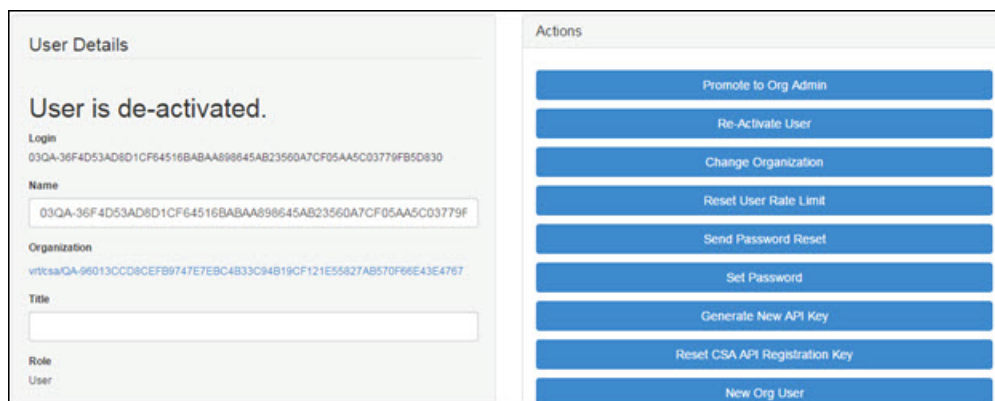 User Details
User is de-activated.
Login
03QA-36F4D53AD8D1CF64516BABAA898645AB23560A7CF05AA5C03779FB5D830
Name
03QA-36F4D53AD8D1CF64516BABAA898645AB23560A7CF05AA5C03779F
Organization
vrt/csa/QA-96013CCD8CEFB9747E7EBC4B33C94B19CF121E55827AB570F66E43E4767
Title
Role
User
Actions
Promote to Org Admin
Re-Activate User
Change Organization
Reset User Rate Limit
Send Password Reset
Set Password
Generate New API Key
Reset CSA API Registration Key
New Org User